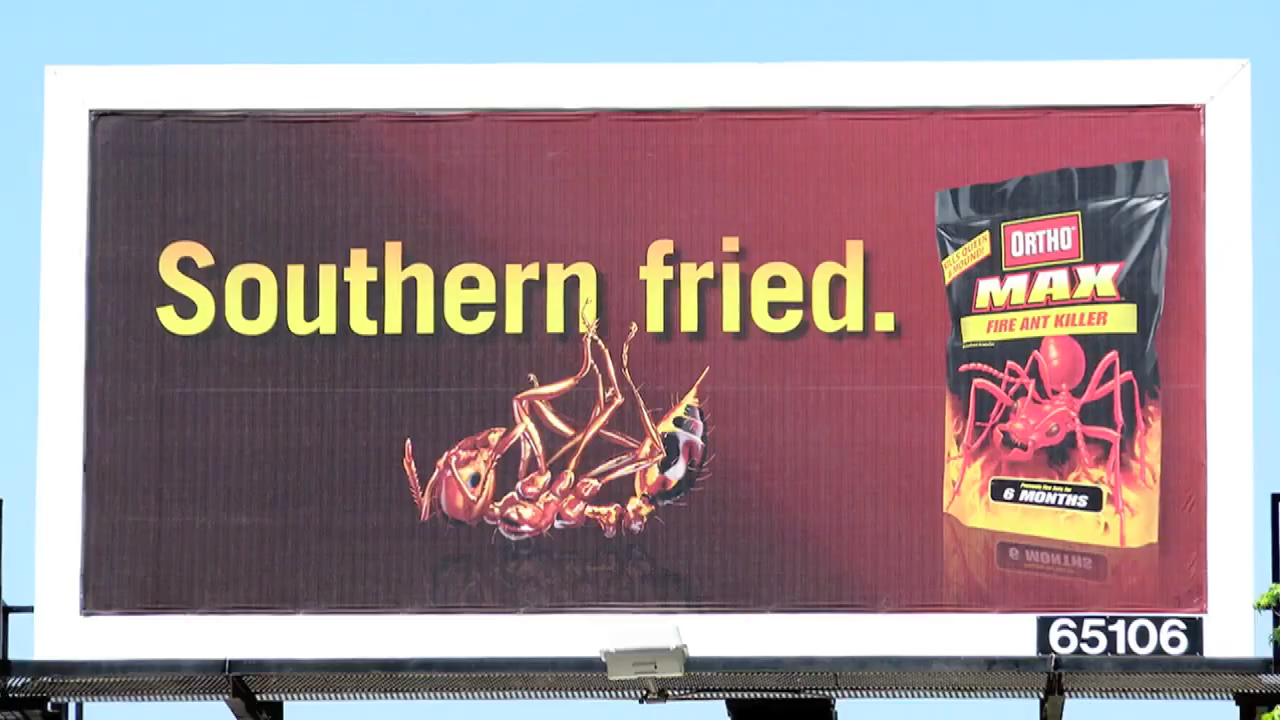 Southern fried.
KILLS QUEEN
& MOUND!
ORTHO
MAX
FIRE ANT KILLER
6 MONTHS
6 MONTHS
65106